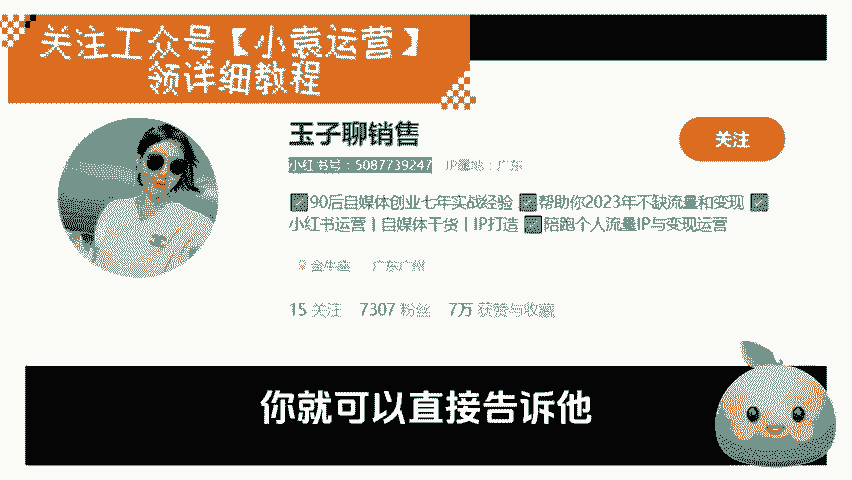 关注工众号【小袁运营】
领详细教程
玉子聊销售
关注
小红书号:5087739247 IP属地:广东
90后自媒体创业七年实战经验 帮助你2023年不缺流量和变现
小红书运营丨自媒体干货丨IP打造 陪跑个人流量IP与变现运营
金牛座 广东广州
15 关注 7307 粉丝 7万 获赞与收藏
你就可以直接告诉他